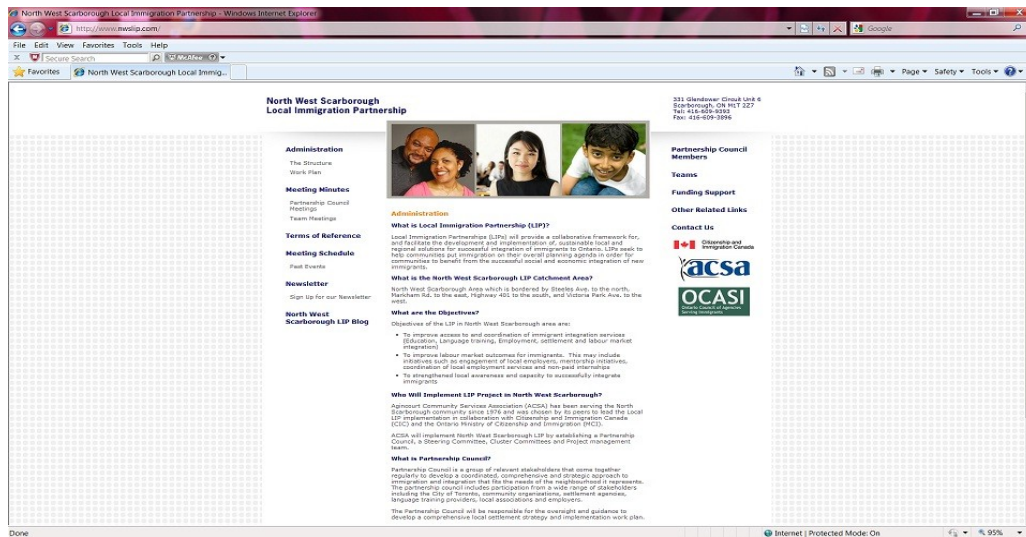 North West Scarborough Local Immigration Partnership - Windows Internet Explorer
http://www.nwslip.com/
Google
File Edit View Favorites Tools Help
X Secure Search McAfee
Favorites North West Scarborough Local Immig...
Page Safety Tools
North West Scarborough
Local Immigration Partnership
331 Glendower Circuit Unit 6
Scarborough, ON M1T 2Z7
Tel: 416-609-9393
Fax: 416-609-3896
Administration
The Structure
Work Plan
Meeting Minutes
Partnership Council
Meetings
Team Meetings
Terms of Reference
Meeting Schedule
Past Events
Newsletter
Sign Up for our Newsletter
North West
Scarborough LIP Blog
Administration
What is Local Immigration Partnership (LIP)?
Local Immigration Partnerships (LIPs) will provide a collaborative framework for,
and facilitate the development and implementation of, sustainable local and
regional solutions for successful integration of immigrants to Ontario. LIPs seek to
help communities put immigration on their overall planning agenda in order for
communities to benefit from the successful social and economic integration of new
immigrants.
What is the North West Scarborough LIP Catchment Area?
North West Scarborough Area which is bordered by Steeles Ave. to the north,
Markham Rd. to the east, Highway 401 to the south, and Victoria Park Ave. to the
west.
What are the Objectives?
Objectives of the LIP in North West Scarborough area are:
• To improve access to and coordination of immigrant integration services
(Education, Language training, Employment, settlement and labour market
integration)
• To improve labour market outcomes for immigrants. This may include
initiatives such as engagement of local employers, mentorship initiatives,
coordination of local employment services and non-paid internships
• To strengthened local awareness and capacity to successfully integrate
immigrants
Who Will Implement LIP Project in North West Scarborough?
Agincourt Community Services Association (ACSA) has been serving the North
Scarborough community since 1976 and was chosen by its peers to lead the Local
LIP implementation in collaboration with Citizenship and Immigration Canada
(CIC) and the Ontario Ministry of Citizenship and Immigration (MCI).
ACSA will implement North West Scarborough LIP by establishing a Partnership
Council, a Steering Committee, Cluster Committees and Project management
team.
What is Partnership Council?
Partnership Council is a group of relevant stakeholders that come together
regularly to develop a coordinated, comprehensive and strategic approach to
immigration and integration that fits the needs of the neighbourhood it represents.
The partnership council includes participation from a wide range of stakeholders
including the City of Toronto, community organizations, settlement agencies,
language training providers, local associations and employers.
The Partnership Council will be responsible for the oversight and guidance to
develop a comprehensive local settlement strategy and implementation work plan.
Partnership Council
Members
Teams
Funding Support
Other Related Links
Contact Us
Citizenship and
Immigration Canada
acsa
OCASI
Ontario Council of Agencies
Serving Immigrants
Done
Internet | Protected Mode: On
95%